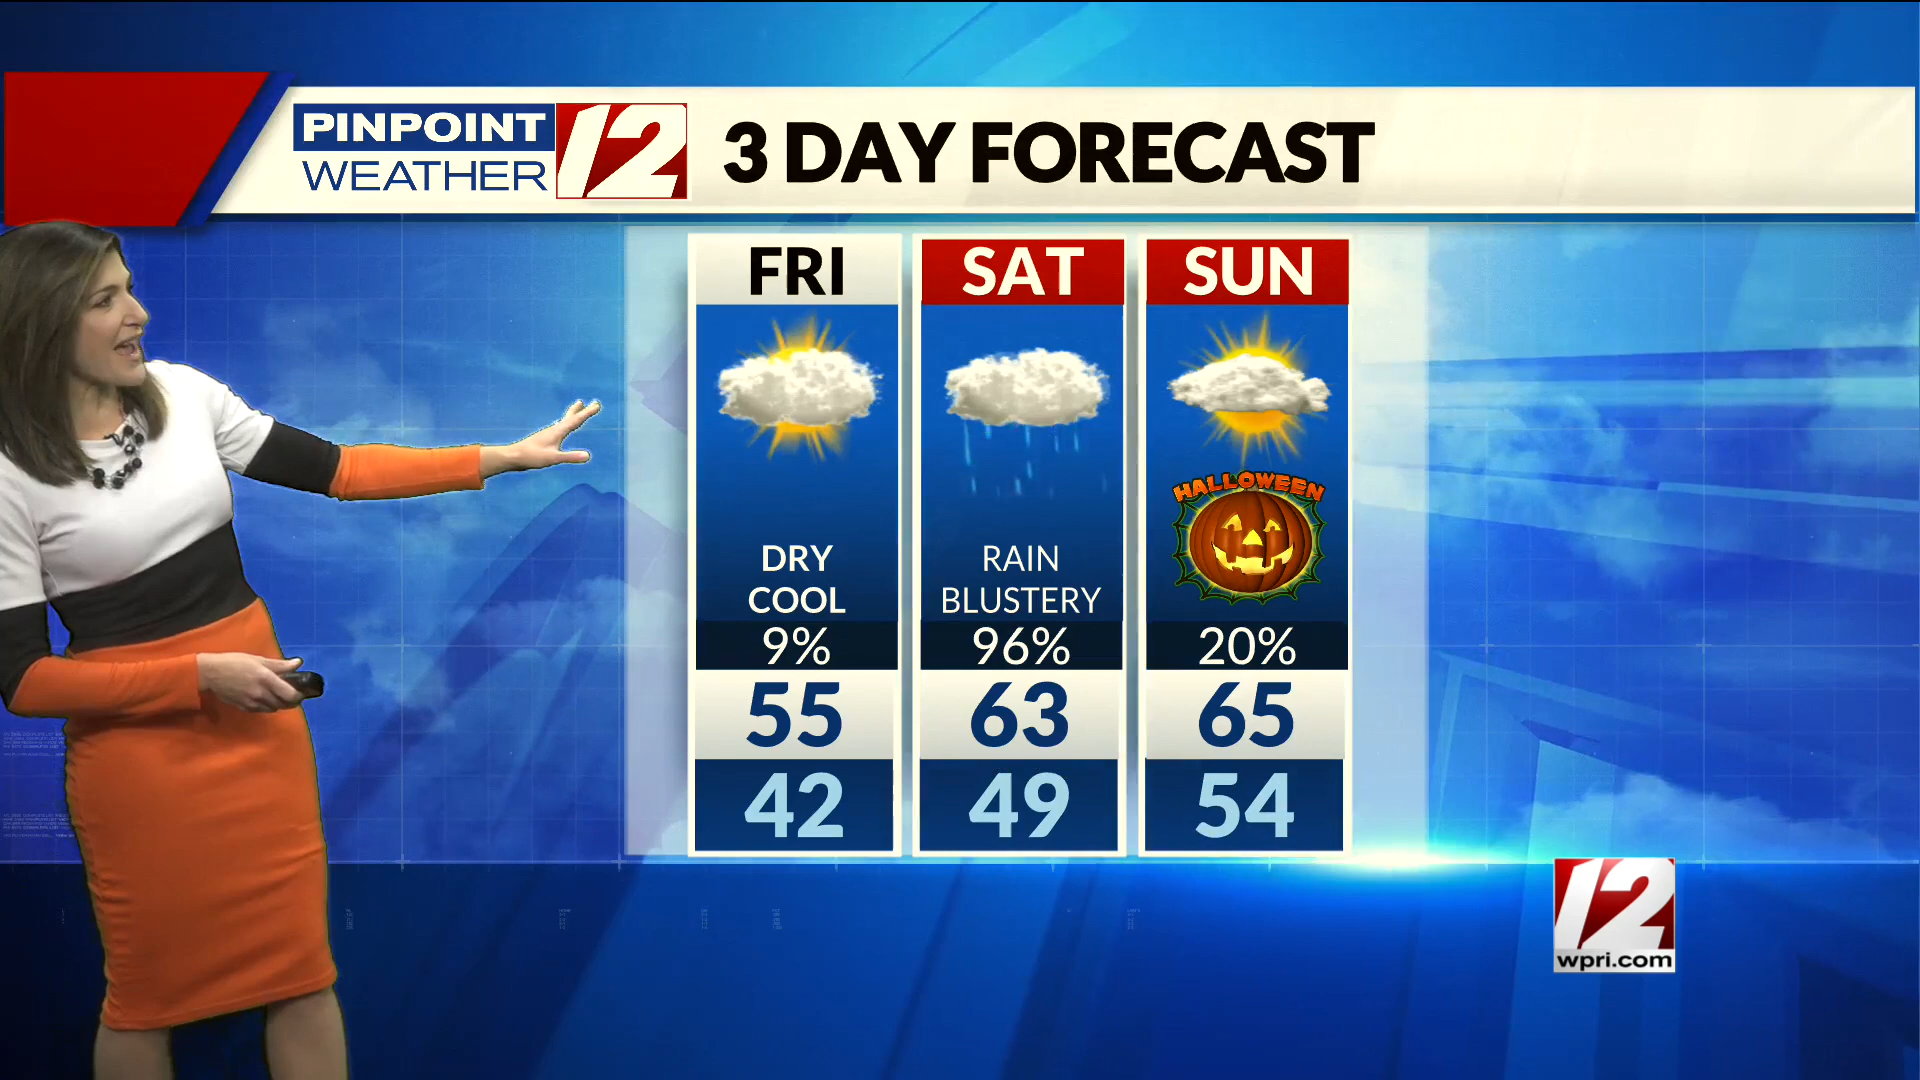 PINPOINT
WEATHER
12
3 DAY FORECAST
FRI
DRY
COOL
9%
55
42
SAT
RAIN
BLUSTERY
96%
63
49
SUN
HALLOWEEN
20%
65
54
12
wpri.com